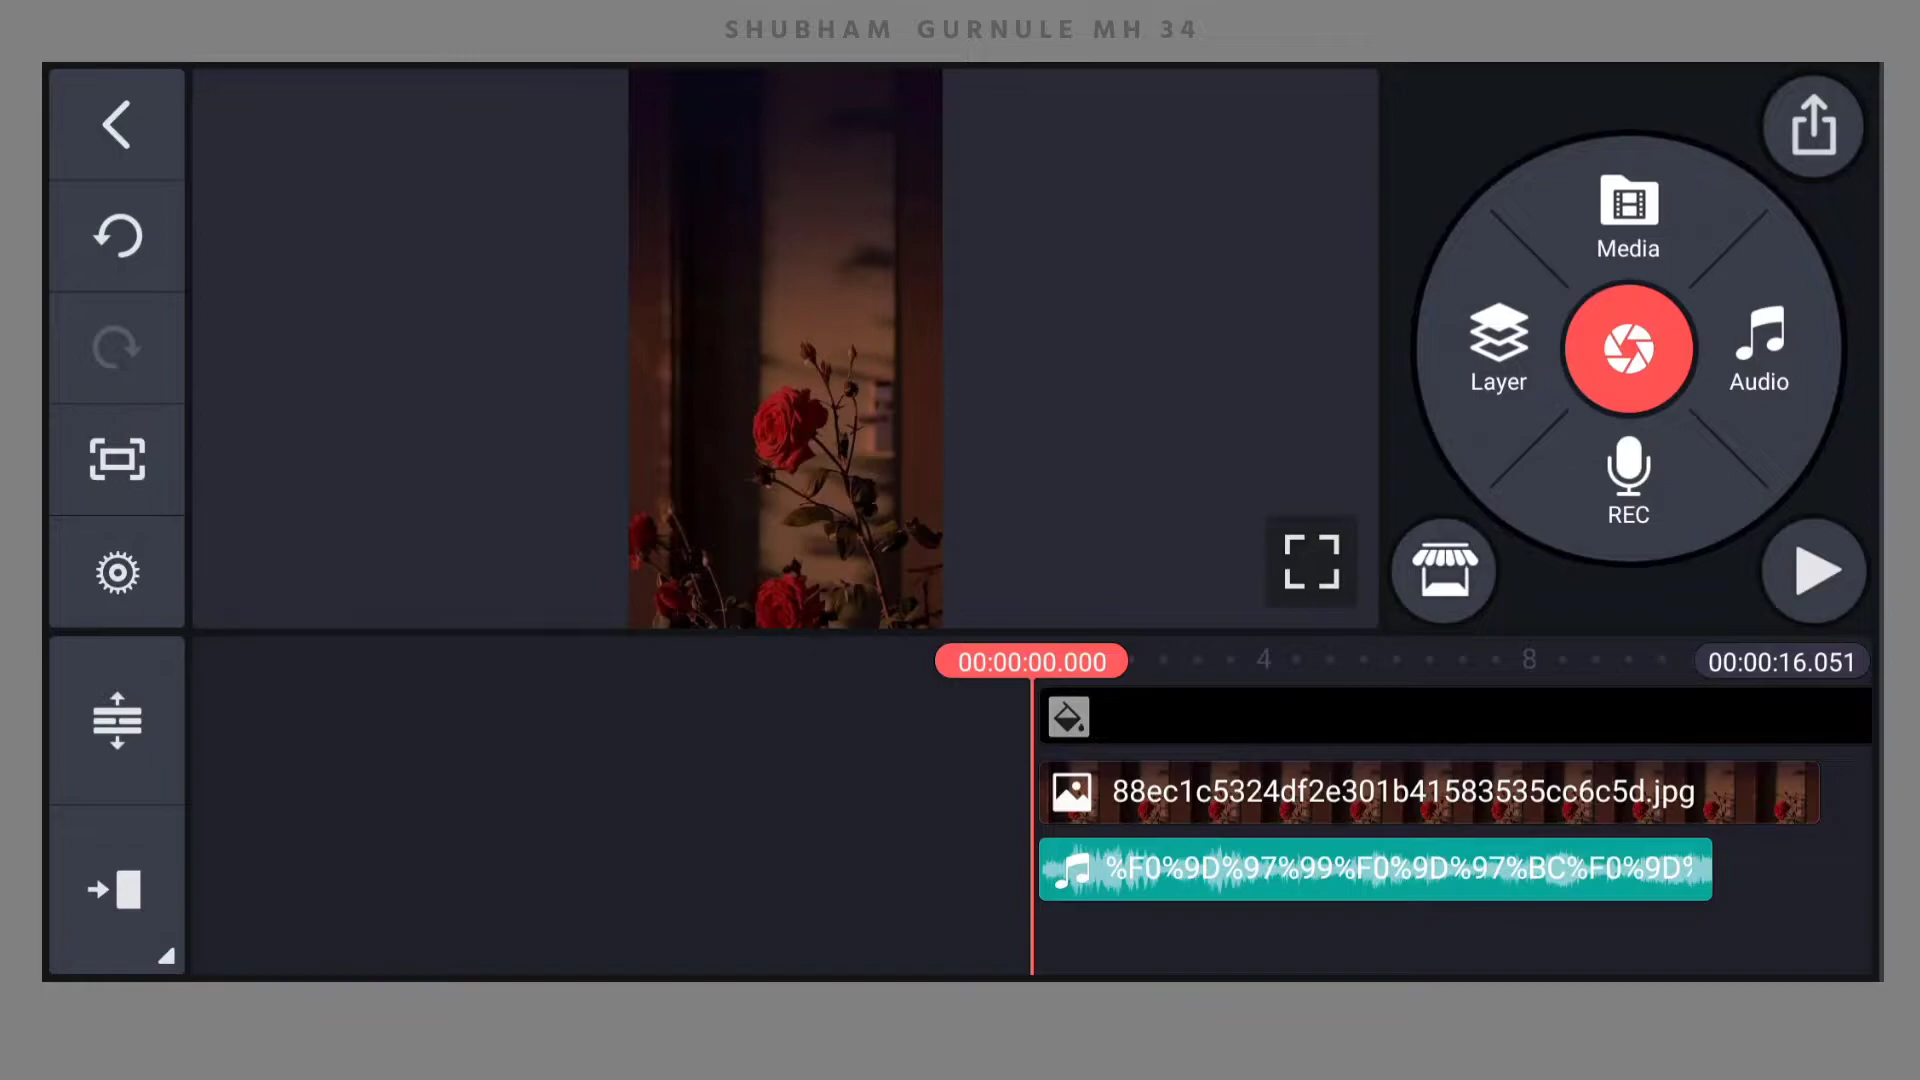 SHUBHAM GURNULE MH 34
Media
Layer
Audio
REC
00:00:00.000
4
8
00:00:16.051
88ec1c5324df2e301b41583535cc6c5d.jpg
%F0%9D%97%99%F0%9D%97%BC%F0%9D%